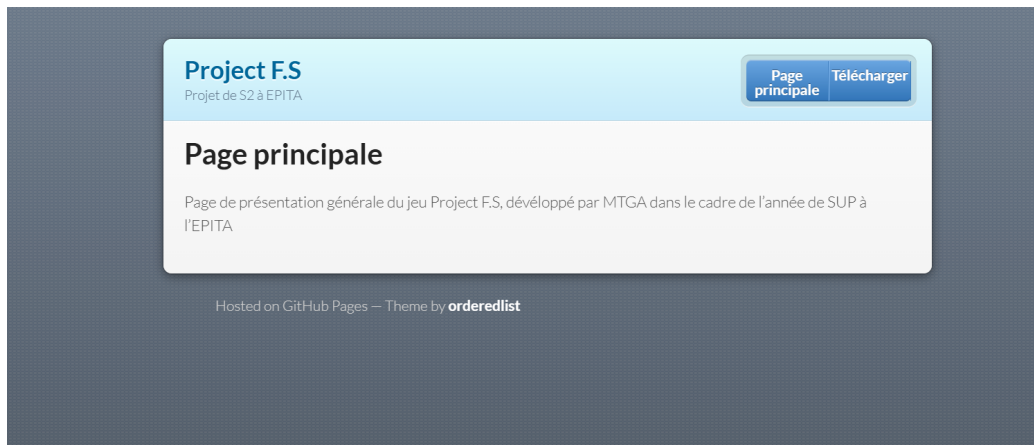 Project F.S
Projet de S2 à EPITA
Page
principale
Télécharger
Page principale
Page de présentation générale du jeu Project F.S, dévéloppé par MTGA dans le cadre de l'année de SUP à
l'EPITA
Hosted on GitHub Pages — Theme by orderedlist